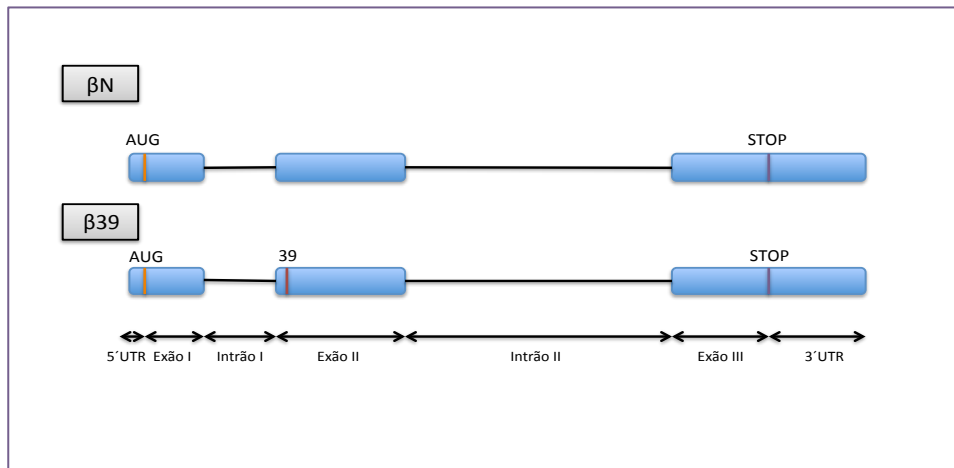 βN
AUG STOP
β39
AUG 39 STOP
5´UTR Exão I Intrão I Exão II Intrão II Exão III 3´UTR